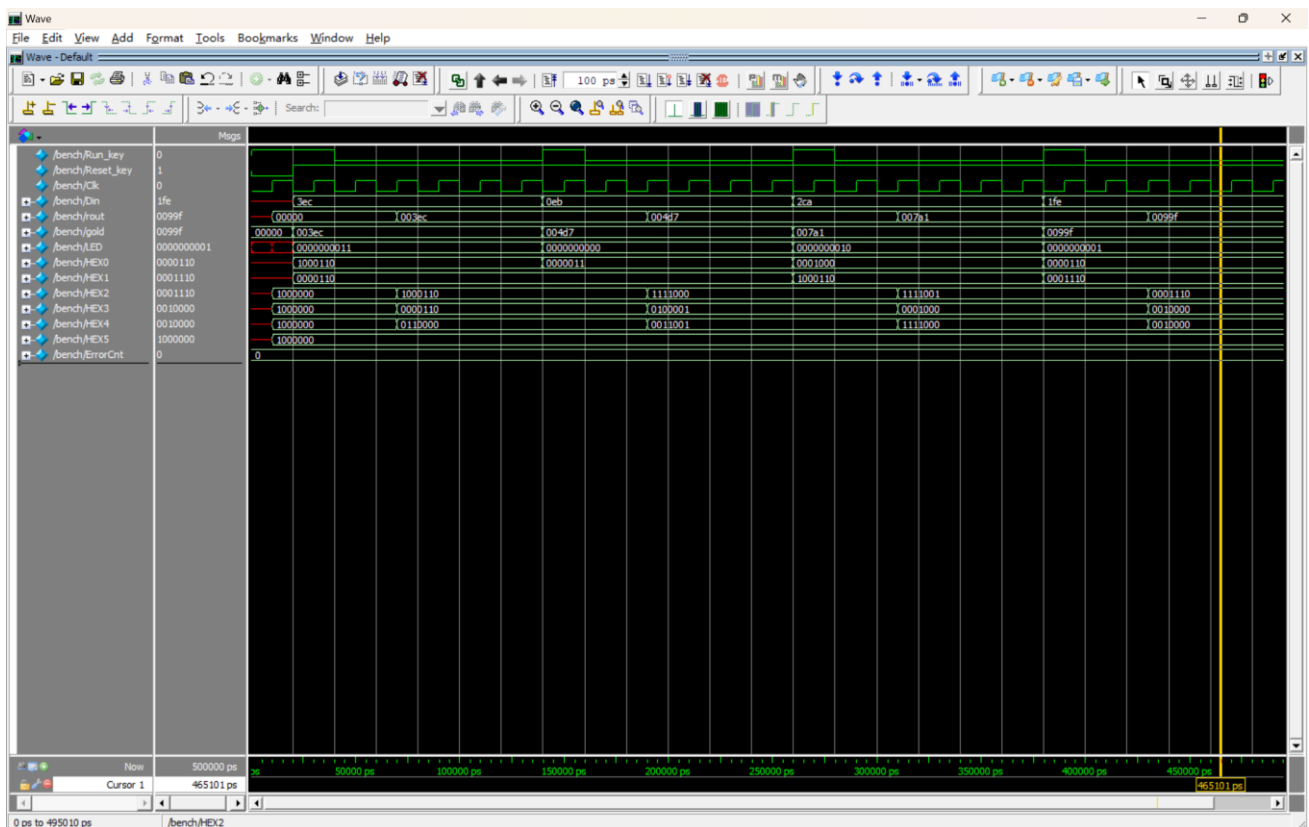 Wave
File Edit View Add Format Tools Bookmarks Window Help
Wave - Default
100 ps
Search:
Msgs
/bench/Run_key 0
/bench/Reset_key 1
/bench/Clk 0
/bench/Din 1fe 3ec 0eb 2ca 1fe
/bench/rout 0099f 00000 003ec 004d7 007a1 0099f
/bench/gold 0099f 00000 003ec 004d7 007a1 0099f
/bench/LED 0000000001 0000000011 0000000000 0000000010 0000000001
/bench/HEX0 0000110 1000110 0000011 0001000 0000110
/bench/HEX1 0001110 0000110 1000110 0001110
/bench/HEX2 0001110 1000000 1000110 1111000 1111001 0001110
/bench/HEX3 0010000 1000000 0000110 0100001 0001000 0010000
/bench/HEX4 0010000 1000000 0110000 0011001 1111000 0010000
/bench/HEX5 1000000 1000000
/bench/ErrorCnt 0 0
Now 500000 ps ps 50000 ps 100000 ps 150000 ps 200000 ps 250000 ps 300000 ps 350000 ps 400000 ps 450000 ps
Cursor 1 465101 ps 465101 ps
0 ps to 495010 ps /bench/HEX2